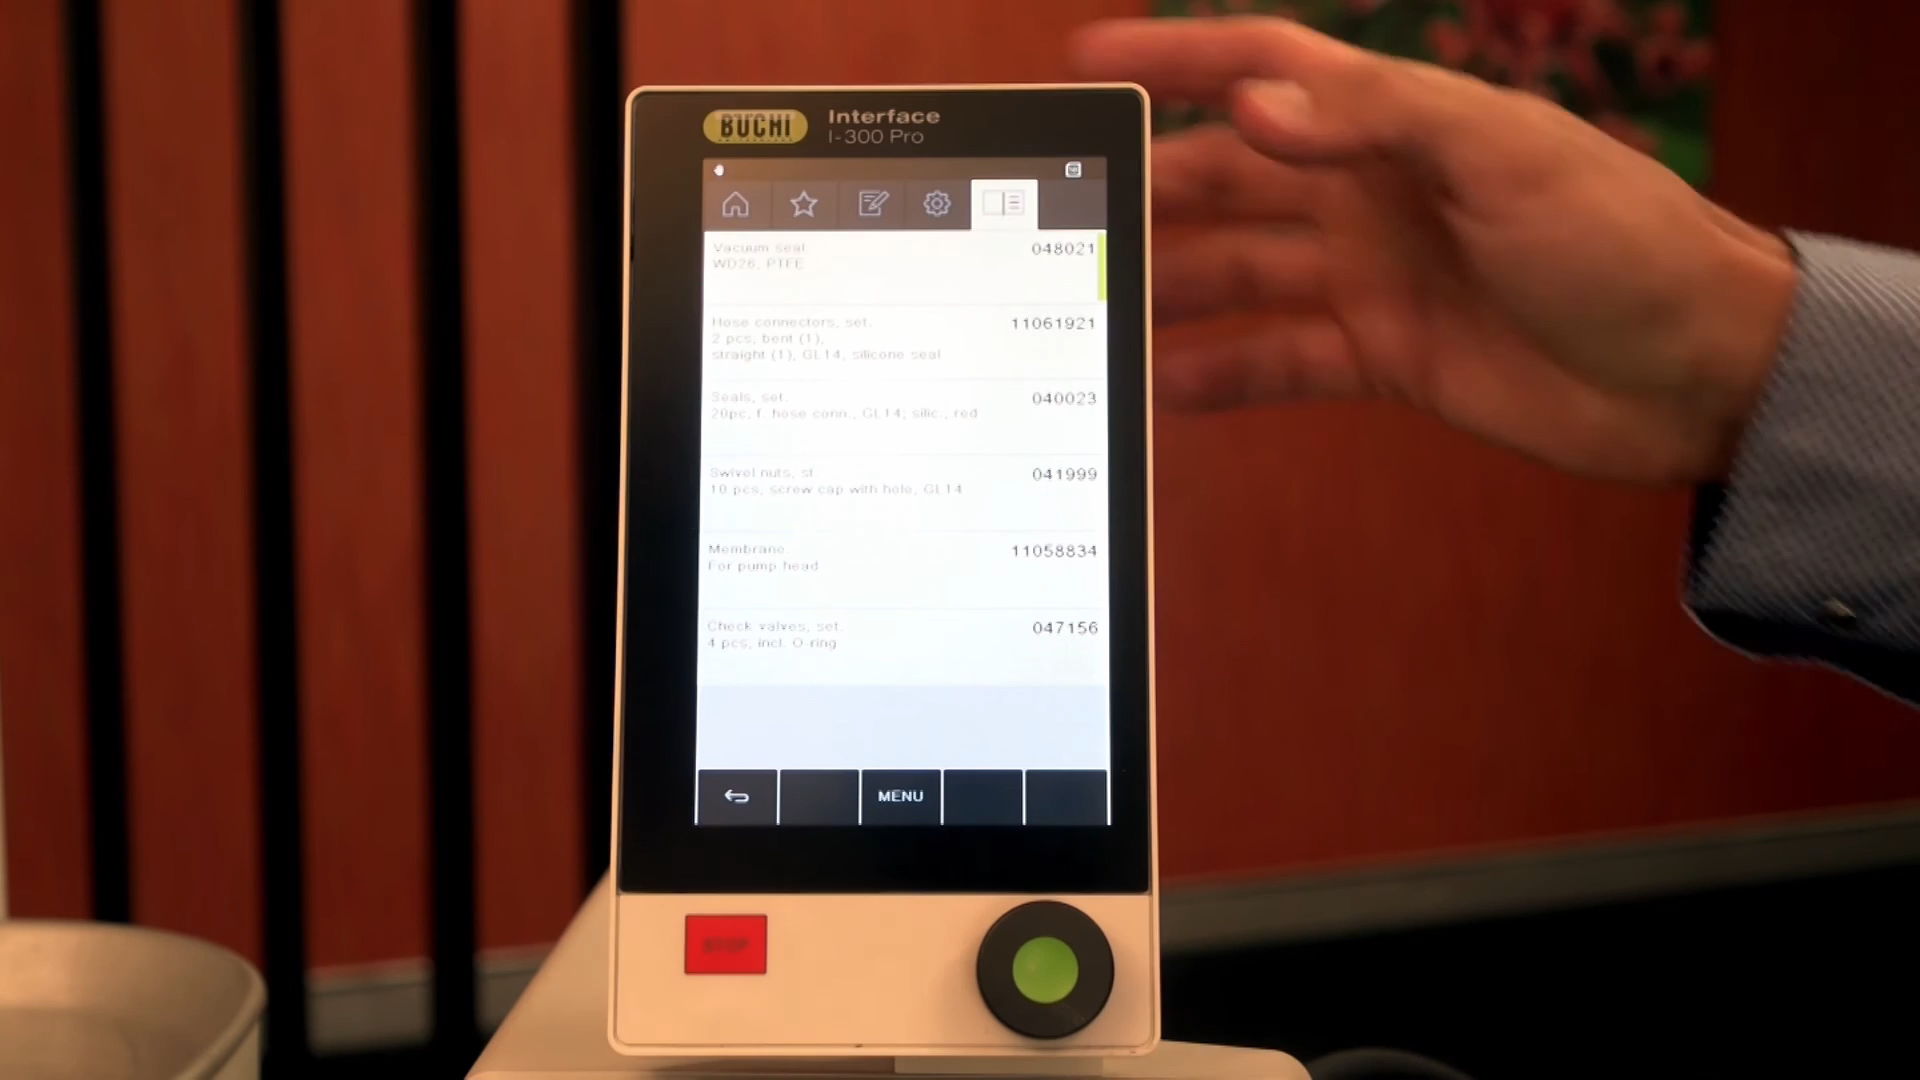 BUCHI
Interface
I-300 Pro
Vacuum seal 048021
WD26, PTFE
Hose connectors, set. 11061921
2 pcs, bent (1),
straight (1), GL14, silicone seal
Seals, set. 040023
20pc, f. hose conn., GL14; silic., red
Swivel nuts, st 041999
10 pcs, screw cap with hole, GL14
Membrane. 11058834
For pump head
Check valves, set 047156
4 pcs, incl. O-ring
MENU
STOP